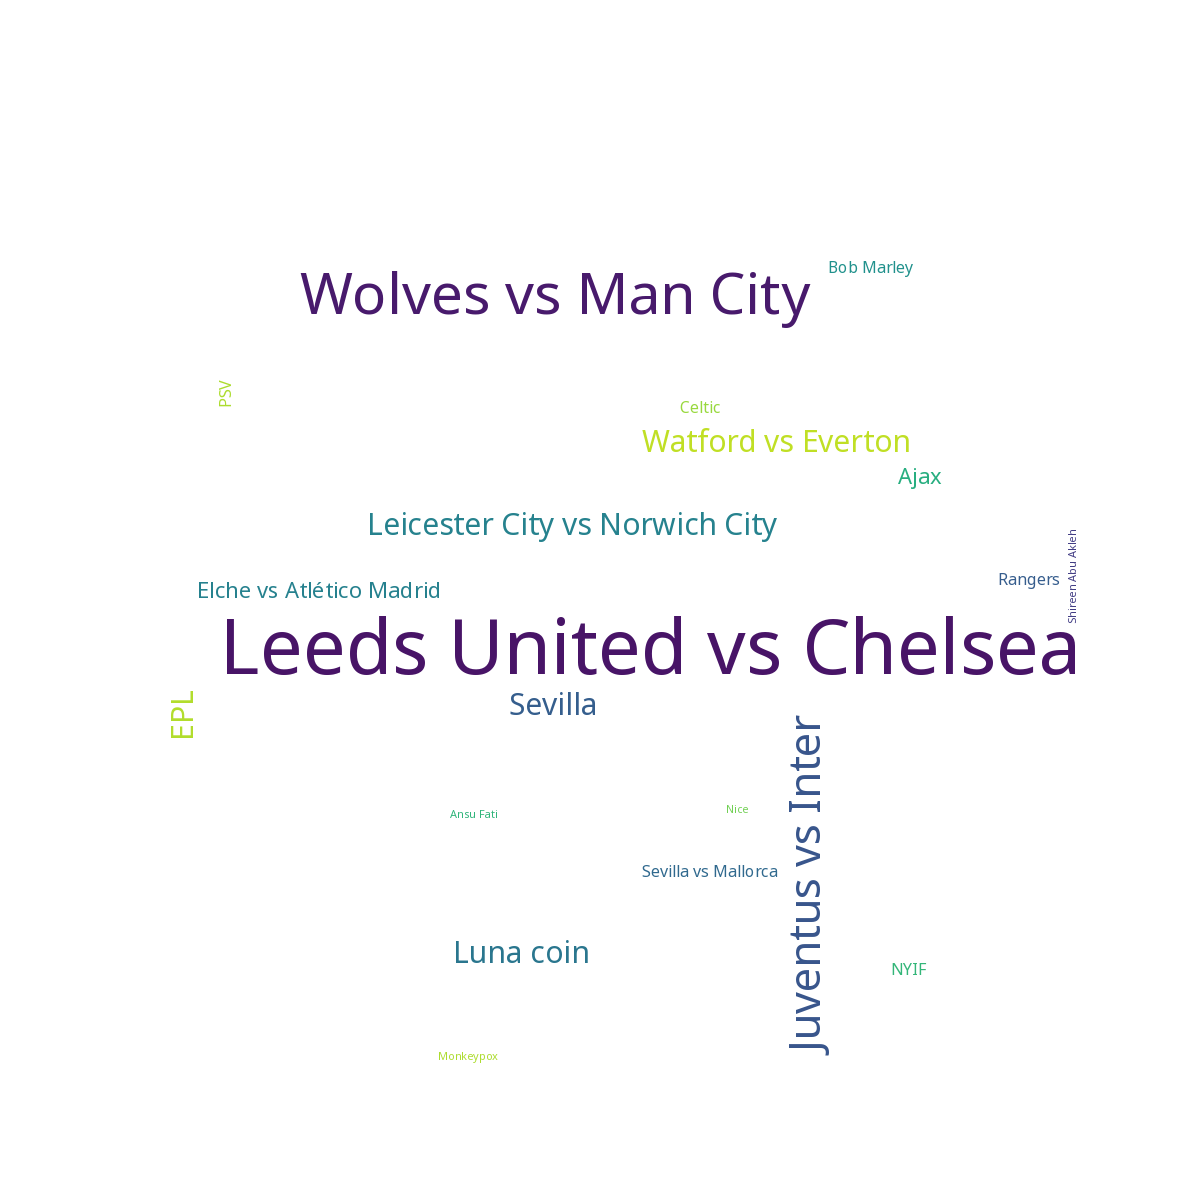 Bob Marley
Wolves vs Man City
PSV
Celtic
Watford vs Everton
Ajax
Leicester City vs Norwich City
Shireen Abu Akleh
Rangers
Elche vs Atlético Madrid
Leeds United vs Chelsea
EPL
Sevilla
Juventus vs Inter
Nice
Ansu Fati
Sevilla vs Mallorca
Luna coin
NYIF
Monkeypox